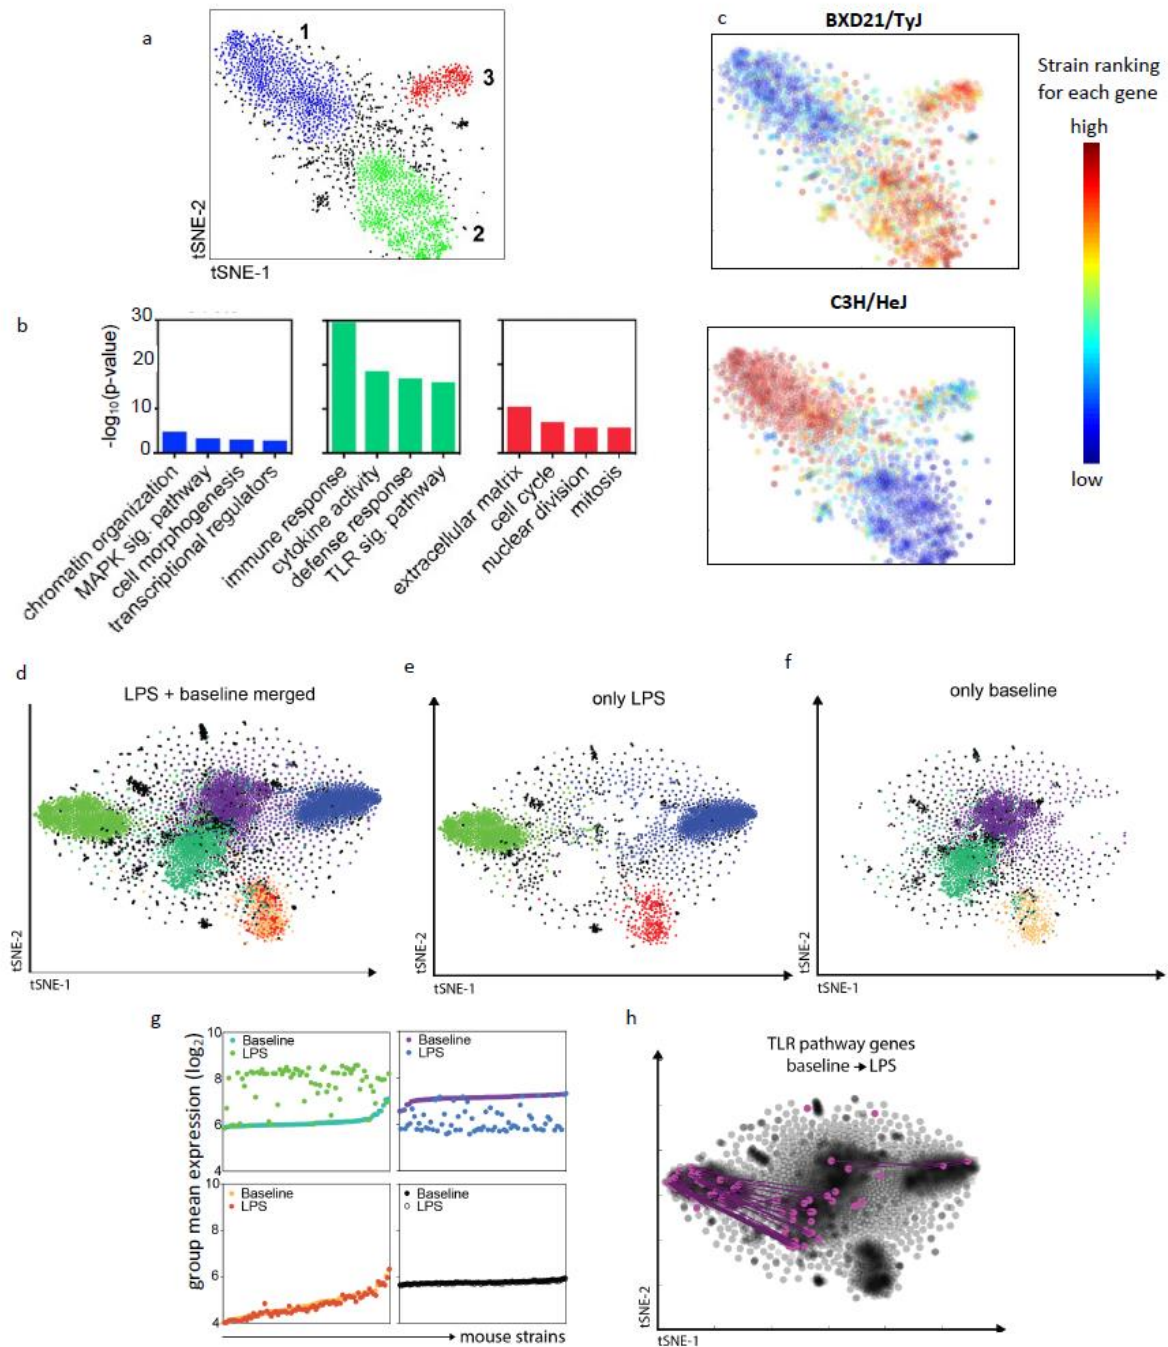 a
1
3
2
tSNE-2
tSNE-1
c
BXD21/TyJ
C3H/HeJ
Strain ranking
for each gene
high
low
b
-log10(p-value)
30
20
10
0
chromatin organization
MAPK sig. pathway
cell morphogenesis
transcriptional regulators
immune response
cytokine activity
defense response
TLR sig. pathway
extracellular matrix
cell cycle
nuclear division
mitosis
d
LPS + baseline merged
tSNE-2
tSNE-1
e
only LPS
tSNE-2
tSNE-1
f
only baseline
tSNE-2
tSNE-1
g
group mean expression (log2)
10
8
6
4
Baseline
LPS
Baseline
LPS
10
6
4
Baseline
LPS
Baseline
LPS
mouse strains
h
TLR pathway genes
baseline → LPS
tSNE-2
tSNE-1